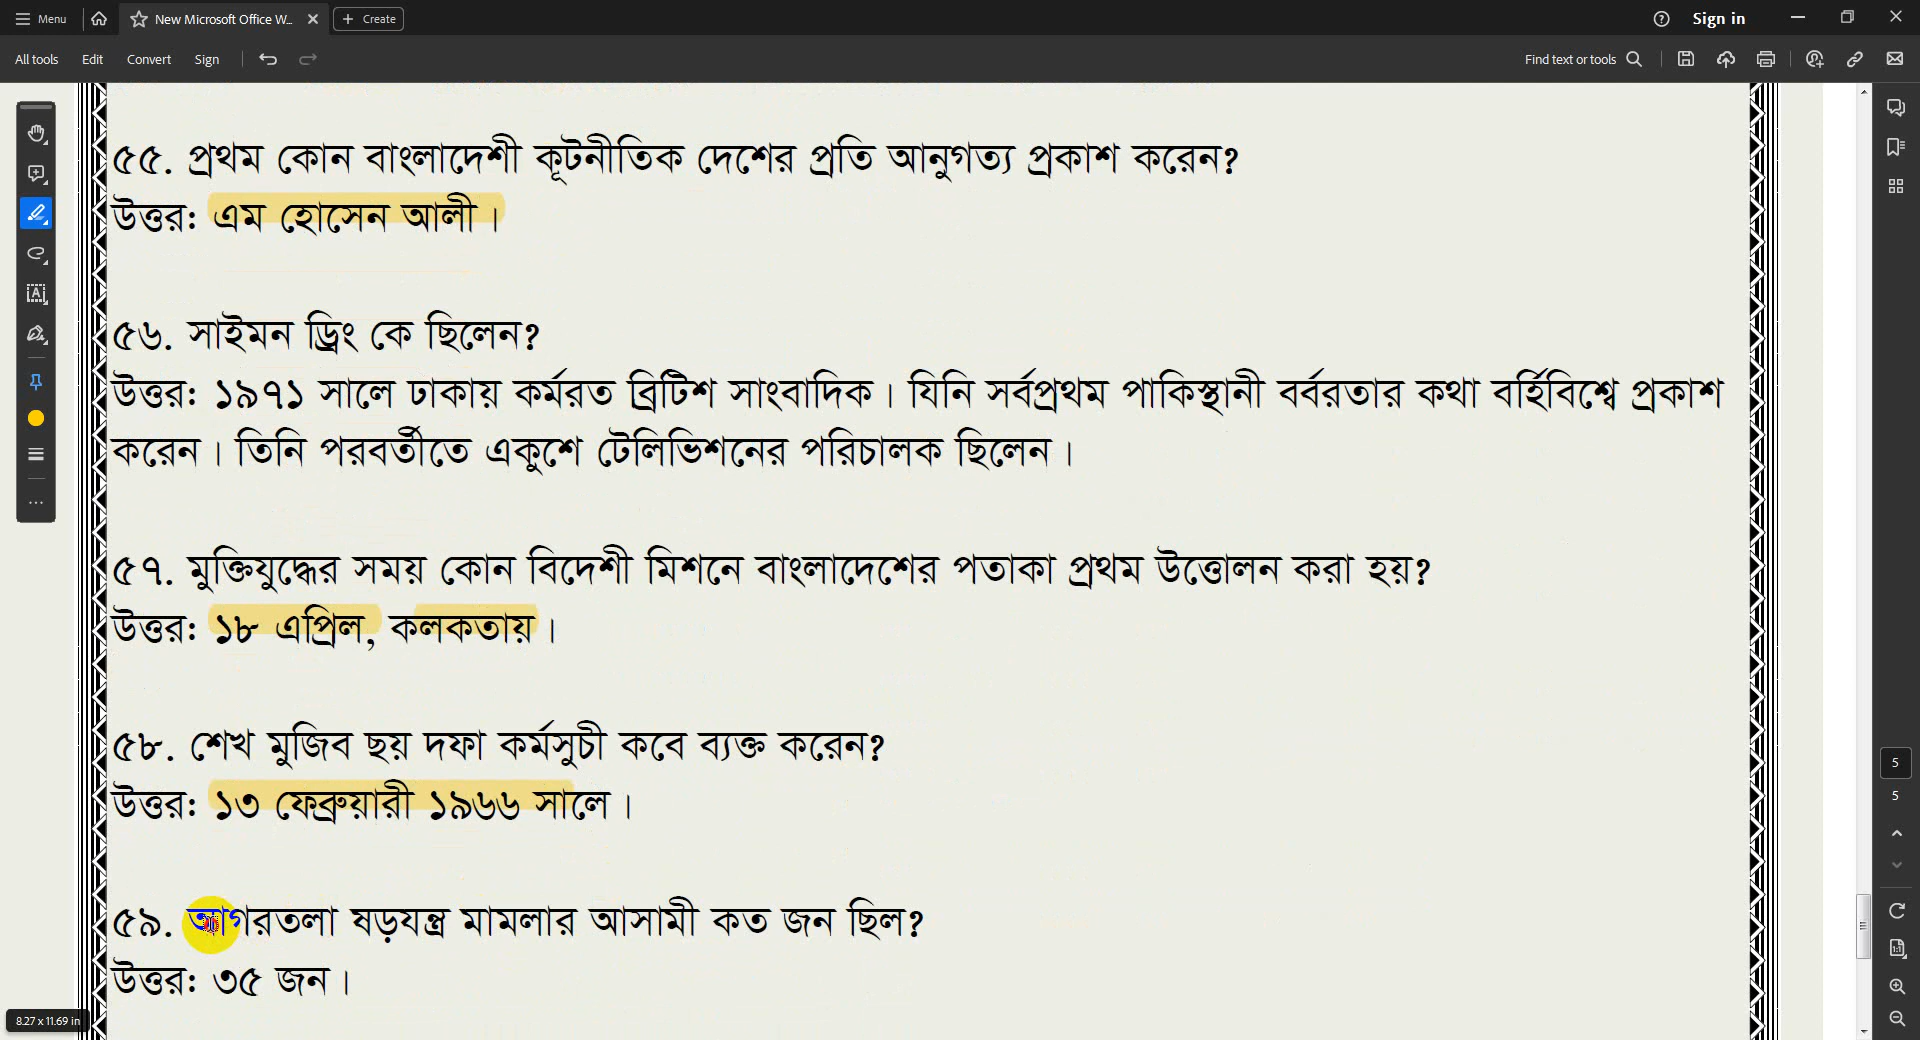 Menu
New Microsoft Office W...
Create
Sign in
All tools Edit Convert Sign
Find text or tools
৫৫. প্রথম কোন বাংলাদেশী কূটনীতিক দেশের প্রতি আনুগত্য প্রকাশ করেন?
উত্তর: এম হোসেন আলী।
৫৬. সাইমন ড্রিং কে ছিলেন?
উত্তর: ১৯৭১ সালে ঢাকায় কর্মরত ব্রিটিশ সাংবাদিক। যিনি সর্বপ্রথম পাকিস্থানী বর্বরতার কথা বর্হিবিশ্বে প্রকাশ
করেন। তিনি পরবর্তীতে একুশে টেলিভিশনের পরিচালক ছিলেন।
৫৭. মুক্তিযুদ্ধের সময় কোন বিদেশী মিশনে বাংলাদেশের পতাকা প্রথম উত্তোলন করা হয়?
উত্তর: ১৮ এপ্রিল, কলকতায়।
৫৮. শেখ মুজিব ছয় দফা কর্মসুচী কবে ব্যক্ত করেন?
উত্তর: ১৩ ফেব্রুয়ারী ১৯৬৬ সালে।
৫৯. আগরতলা ষড়যন্ত্র মামলার আসামী কত জন ছিল?
উত্তর: ৩৫ জন।
5
5
8.27 x 11.69 in